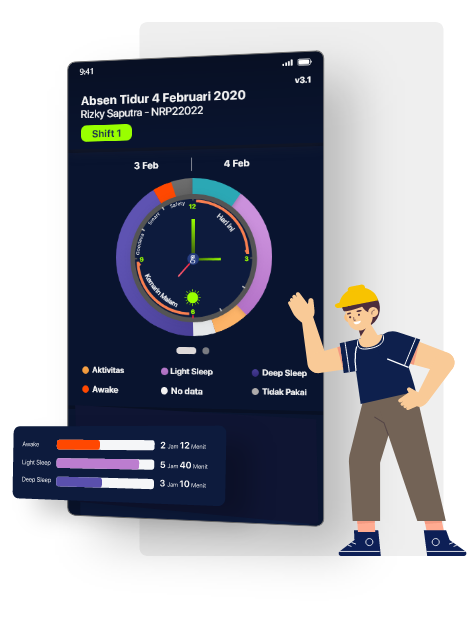 9:41
v3.1
Absen Tidur 4 Februari 2020
Rizky Saputra - NRP22022
Shift 1
3 Feb
4 Feb
Safety
12
Smart
Hari ini
9
3
Kemarin Malam
6
Aktivitas
Light Sleep
Deep Sleep
Awake
No data
Tidak Pakai
Awake
2 Jam 12 Menit
Light Sleep
5 Jam 40 Menit
Deep Sleep
3 Jam 10 Menit